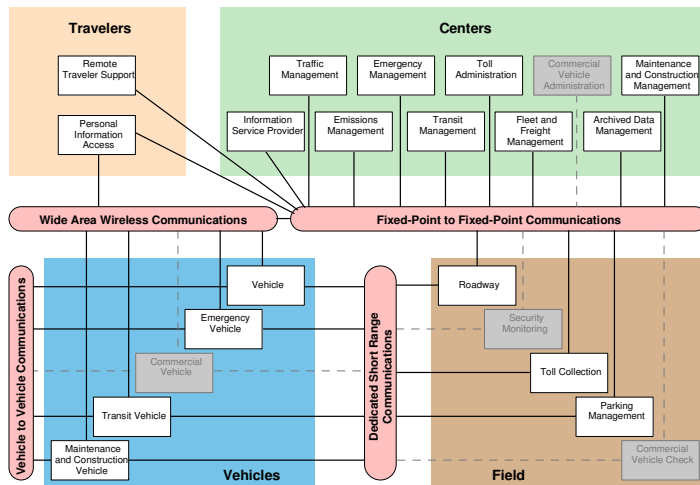 Travelers
Centers
Remote
Traveler Support
Traffic
Management
Emergency
Management
Toll
Administration
Commercial
Vehicle
Administration
Maintenance
and Construction
Management
Personal
Information
Access
Information
Service Provider
Emissions
Management
Transit
Management
Fleet and
Freight
Management
Archived Data
Management
Wide Area Wireless Communications
Fixed-Point to Fixed-Point Communications
Vehicle to Vehicle Communications
Vehicle
Emergency
Vehicle
Commercial
Vehicle
Transit Vehicle
Maintenance
and Construction
Vehicle
Vehicles
Dedicated Short Range
Communications
Roadway
Security
Monitoring
Toll Collection
Parking
Management
Commercial
Vehicle Check
Field